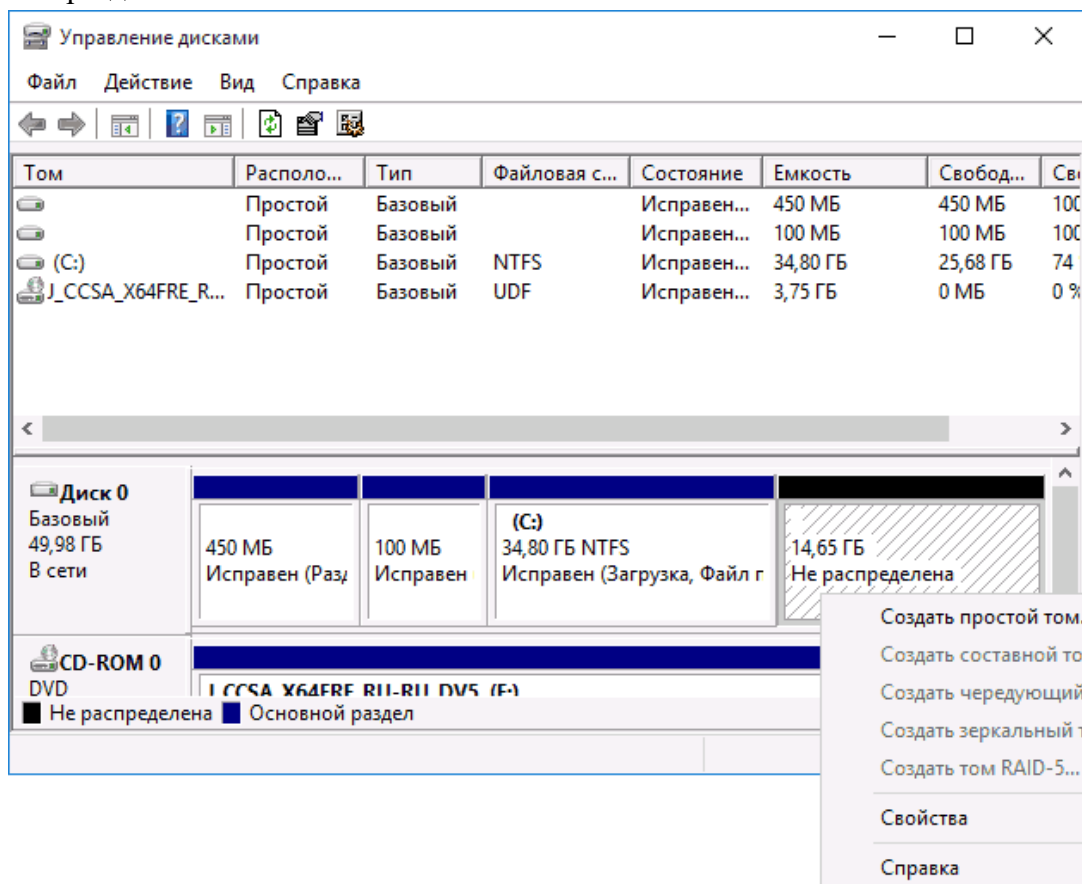 Управление дисками
Файл Действие Вид Справка
Том Располо... Тип Файловая с... Состояние Емкость Свобод...
Простой Базовый Исправен... 450 МБ 450 МБ 100
Простой Базовый Исправен... 100 МБ 100 МБ 100
(C:) Простой Базовый NTFS Исправен... 34,80 ГБ 25,68 ГБ 74
J_CCSA_X64FRE_R... Простой Базовый UDF Исправен... 3,75 ГБ 0 МБ 0 %
Диск 0
Базовый
49,98 ГБ
В сети
450 МБ
Исправен (Разд
100 МБ
Исправен
(C:)
34,80 ГБ NTFS
Исправен (Загрузка, Файл п
14,65 ГБ
Не распределена
CD-ROM 0
DVD
J_CCSA_X64FRE_RU-RU_DV5 (E:)
Не распределена Основной раздел
Создать простой том.
Создать составной то
Создать чередующий
Создать зеркальный т
Создать том RAID-5...
Свойства
Справка